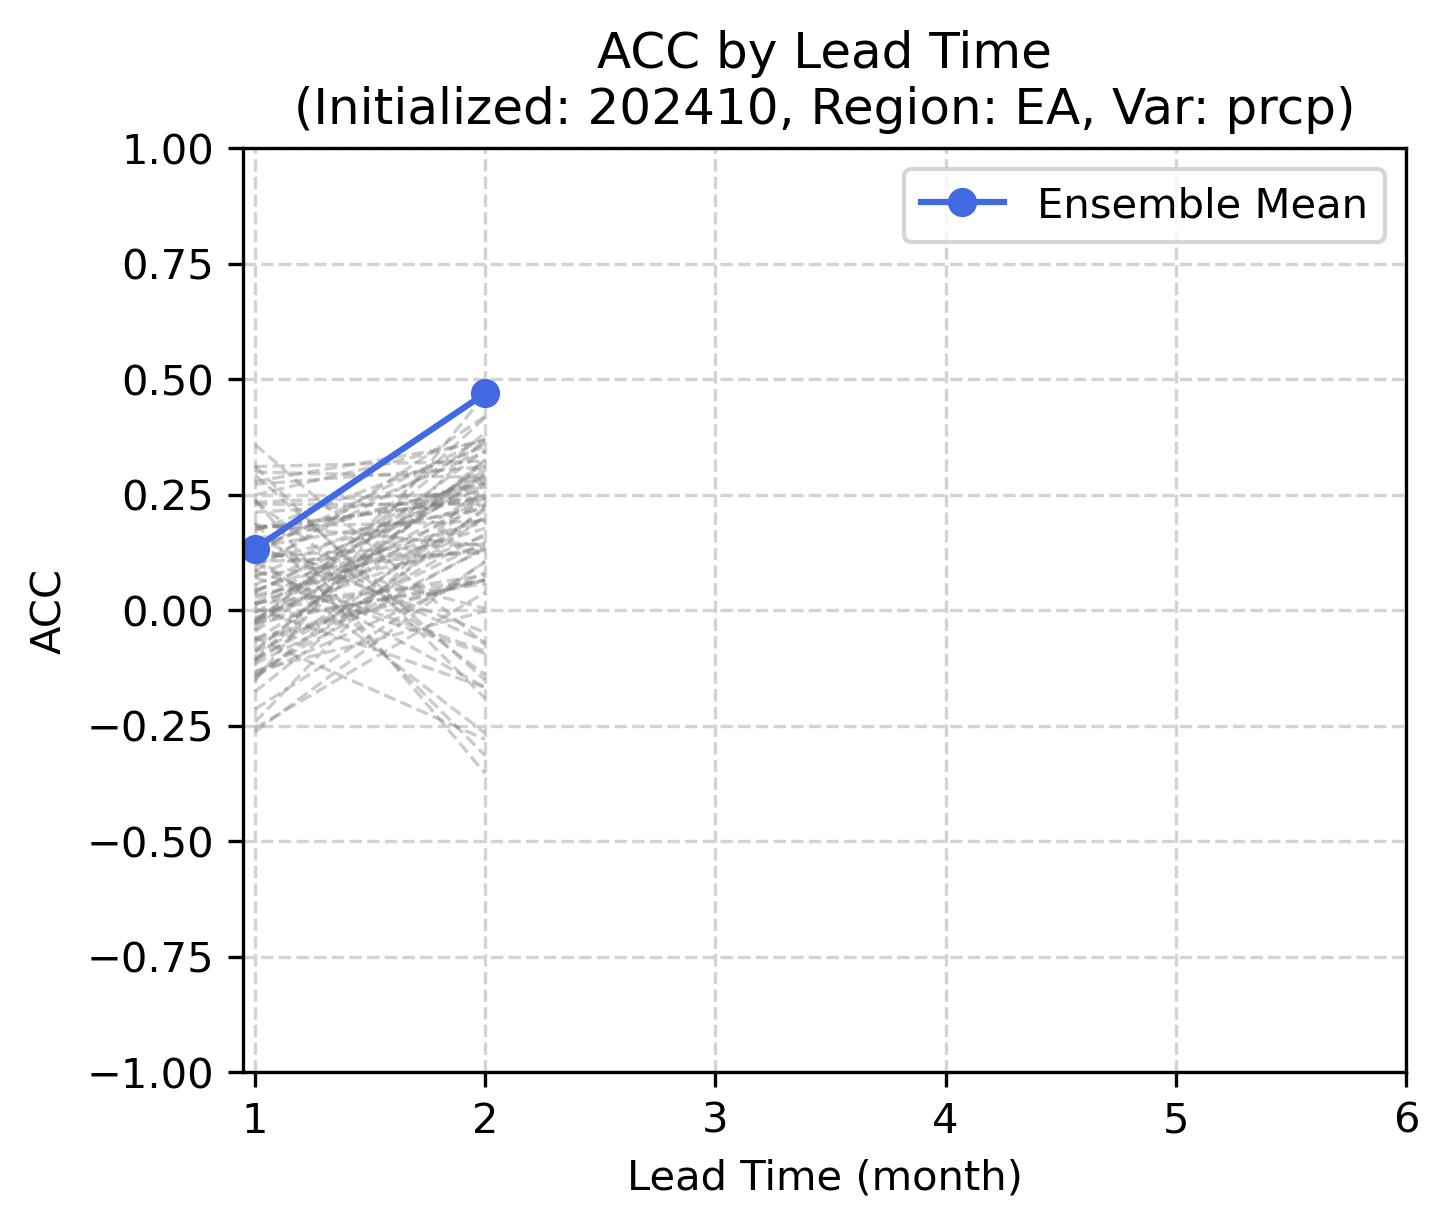 ACC by Lead Time
(Initialized: 202410, Region: EA, Var: prcp)
Ensemble Mean
1.00
0.75
0.50
0.25
0.00
−0.25
−0.50
−0.75
−1.00
ACC
1 2 3 4 5 6
Lead Time (month)